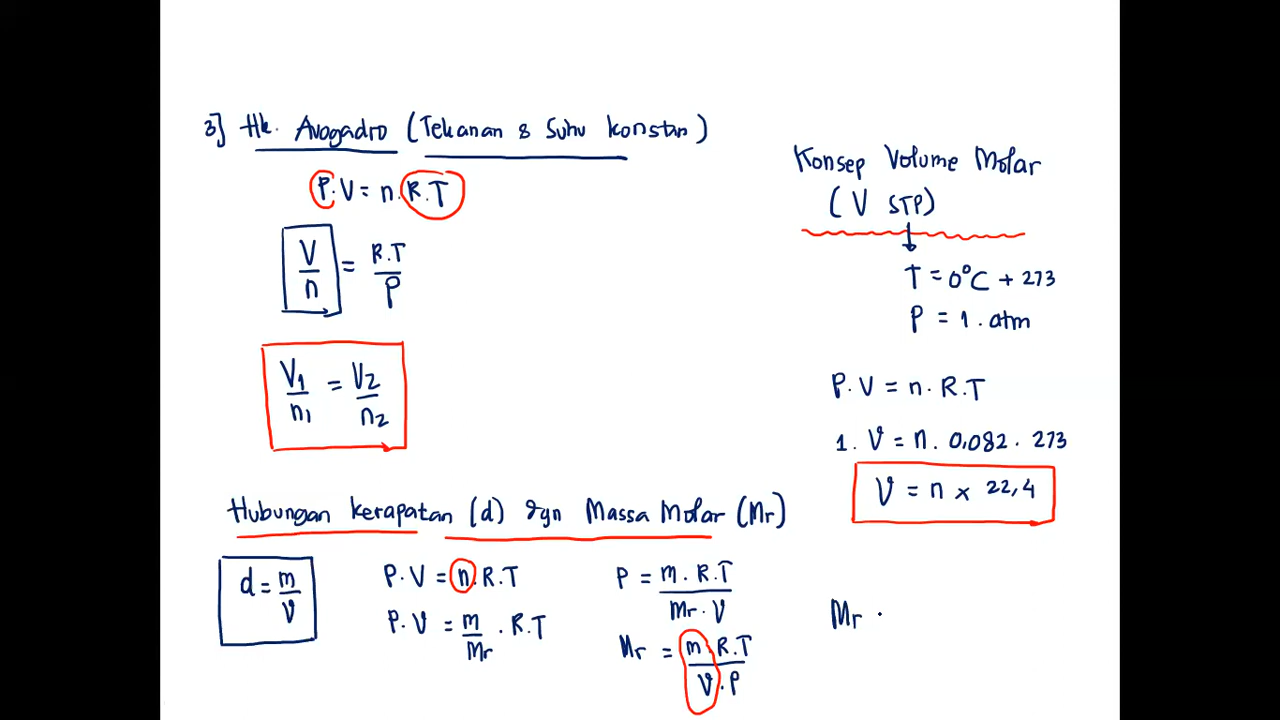 3] Hk. Avogadro (Tekanan & Suhu konstan)
P.V = n.R.T
V/n = R.T/P
V1/n1 = V2/n2
Konsep Volume Molar
(V STP)
T = 0°C + 273
P = 1.atm
P.V = n.R.T
1.V = n.0,082.273
V = n x 22,4
Hubungan kerapatan (d) dgn Massa Molar (Mr)
d = m/V
P.V = n.R.T
P.V = m/Mr . R.T
P = m.R.T/Mr.V
Mr = m.R.T/V.P
Mr .